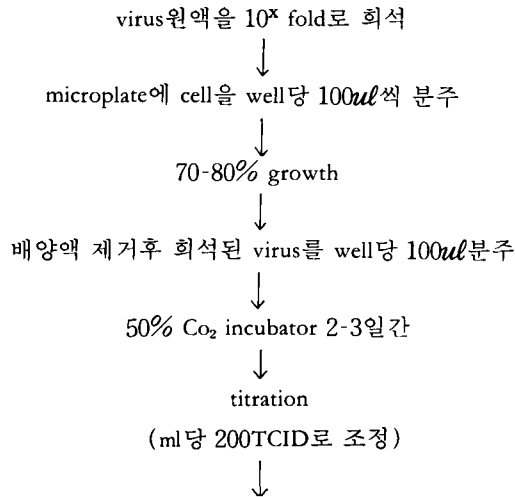 virus원액을 10ˣ fold로 희석
↓
microplate에 cell을 well당 100ul씩 분주
↓
70-80% growth
↓
배양액 제거후 희석된 virus를 well당 100ul분주
↓
50% Co₂ incubator 2-3일간
↓
titration
(ml당 200TCID로 조정)
↓